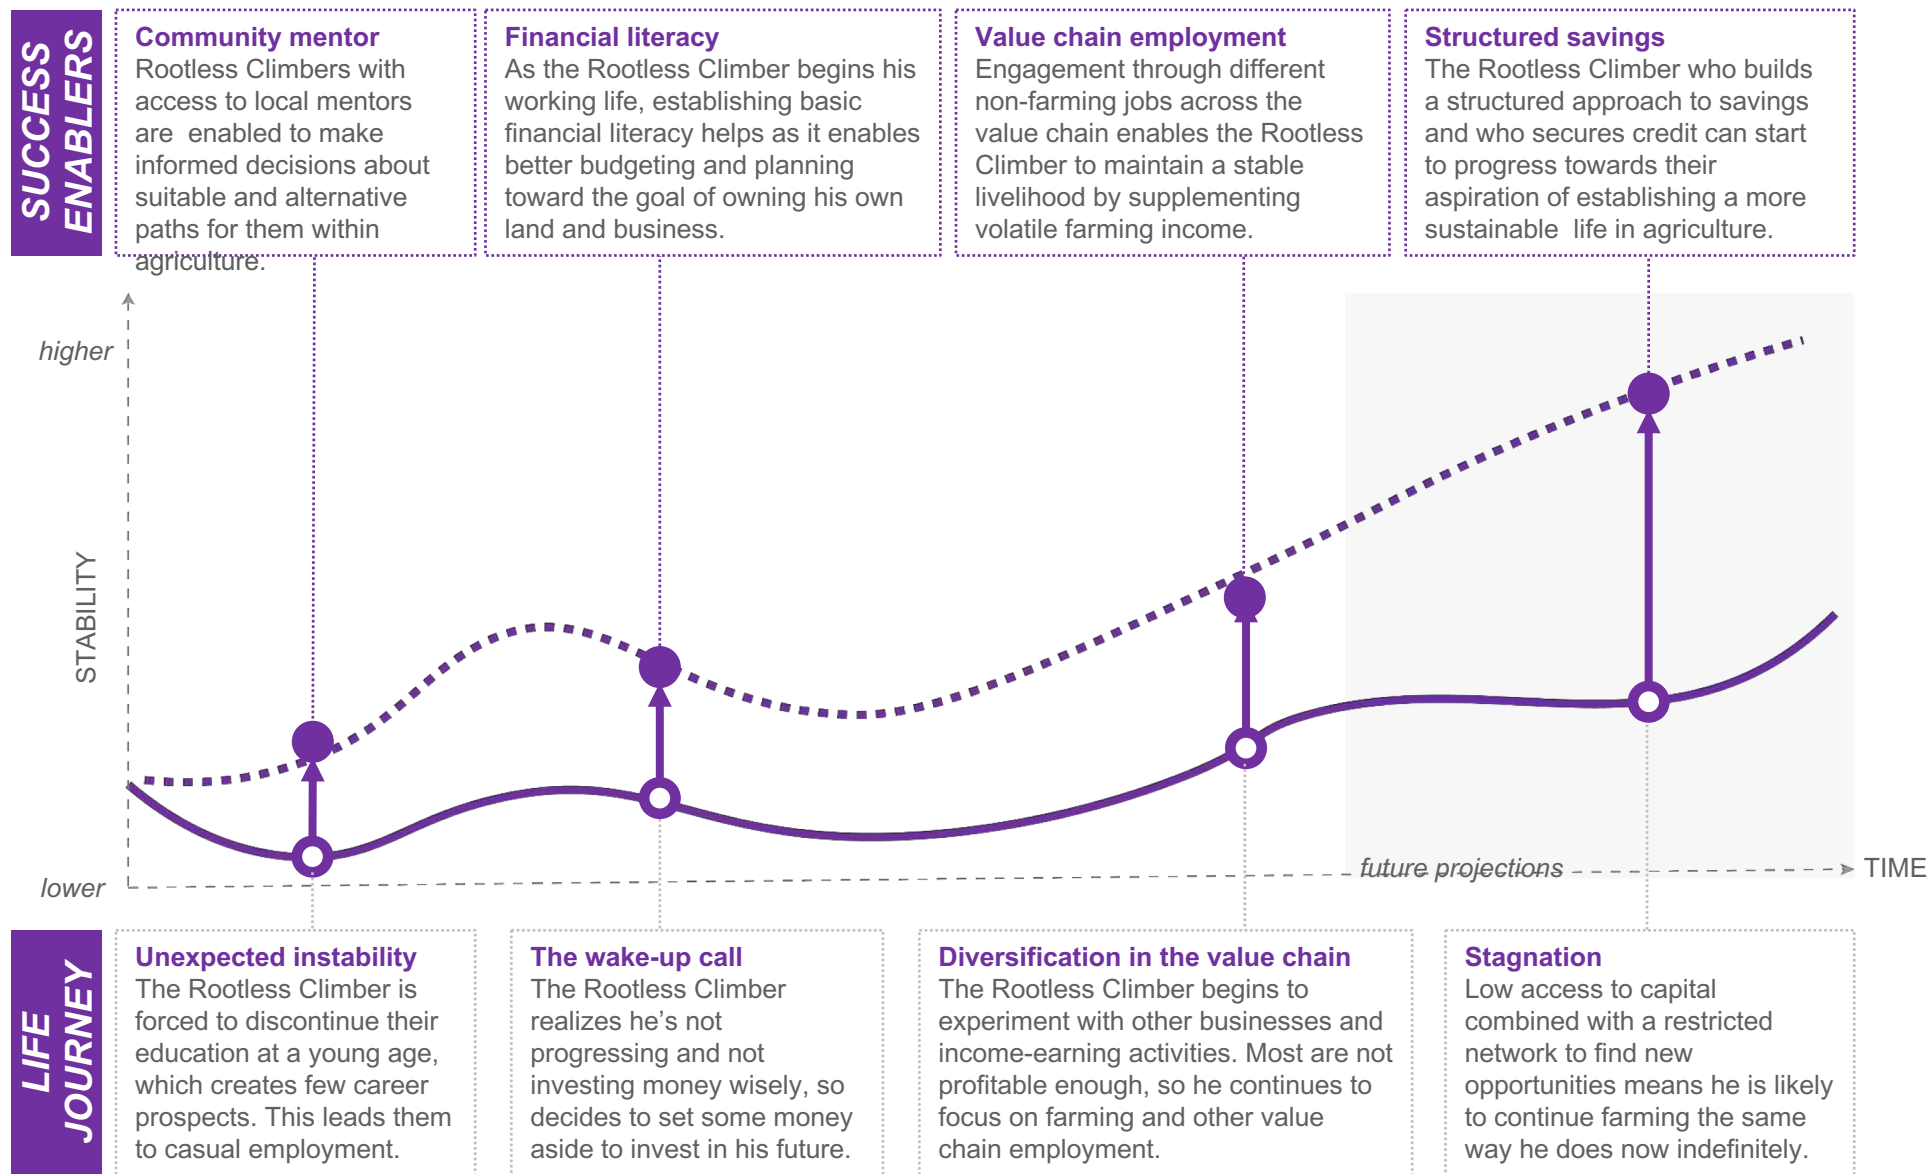 SUCCESS
ENABLERS
Community mentor
Rootless Climbers with
access to local mentors
are enabled to make
informed decisions about
suitable and alternative
paths for them within
agriculture.
Financial literacy
As the Rootless Climber begins his
working life, establishing basic
financial literacy helps as it enables
better budgeting and planning
toward the goal of owning his own
land and business.
Value chain employment
Engagement through different
non-farming jobs across the
value chain enables the Rootless
Climber to maintain a stable
livelihood by supplementing
volatile farming income.
Structured savings
The Rootless Climber who builds
a structured approach to savings
and who secures credit can start
to progress towards their
aspiration of establishing a more
sustainable life in agriculture.
higher
STABILITY
lower
future projections
TIME
LIFE
JOURNEY
Unexpected instability
The Rootless Climber is
forced to discontinue their
education at a young age,
which creates few career
prospects. This leads them
to casual employment.
The wake-up call
The Rootless Climber
realizes he’s not
progressing and not
investing money wisely, so
decides to set some money
aside to invest in his future.
Diversification in the value chain
The Rootless Climber begins to
experiment with other businesses and
income-earning activities. Most are not
profitable enough, so he continues to
focus on farming and other value
chain employment.
Stagnation
Low access to capital
combined with a restricted
network to find new
opportunities means he is likely
to continue farming the same
way he does now indefinitely.